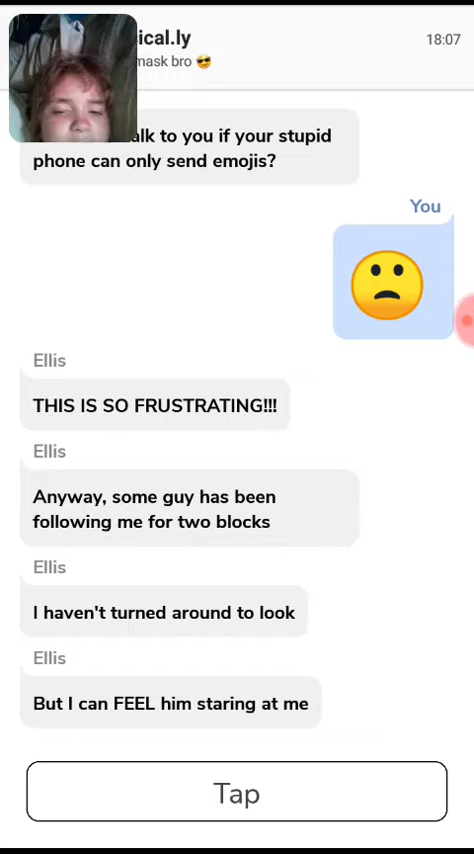 ical.ly
18:07
mask bro 😎
alk to you if your stupid
phone can only send emojis?
You
Ellis
THIS IS SO FRUSTRATING!!!
Ellis
Anyway, some guy has been
following me for two blocks
Ellis
I haven't turned around to look
Ellis
But I can FEEL him staring at me
Tap